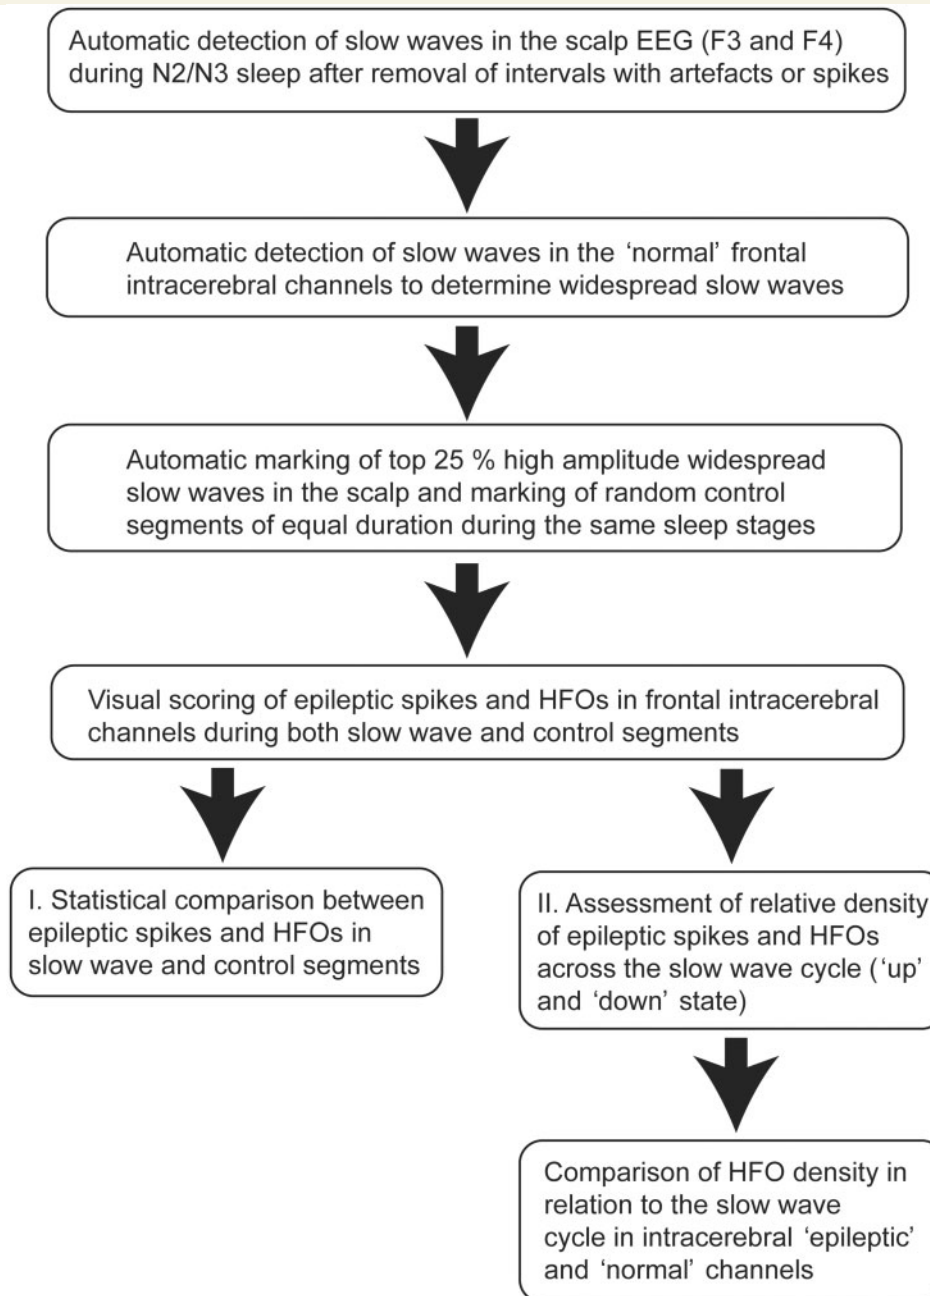 Automatic detection of slow waves in the scalp EEG (F3 and F4)
during N2/N3 sleep after removal of intervals with artefacts or spikes
Automatic detection of slow waves in the ‘normal’ frontal
intracerebral channels to determine widespread slow waves
Automatic marking of top 25 % high amplitude widespread
slow waves in the scalp and marking of random control
segments of equal duration during the same sleep stages
Visual scoring of epileptic spikes and HFOs in frontal intracerebral
channels during both slow wave and control segments
I. Statistical comparison between
epileptic spikes and HFOs in
slow wave and control segments
II. Assessment of relative density
of epileptic spikes and HFOs
across the slow wave cycle (‘up’
and ‘down’ state)
Comparison of HFO density in
relation to the slow wave
cycle in intracerebral ‘epileptic’
and ‘normal’ channels